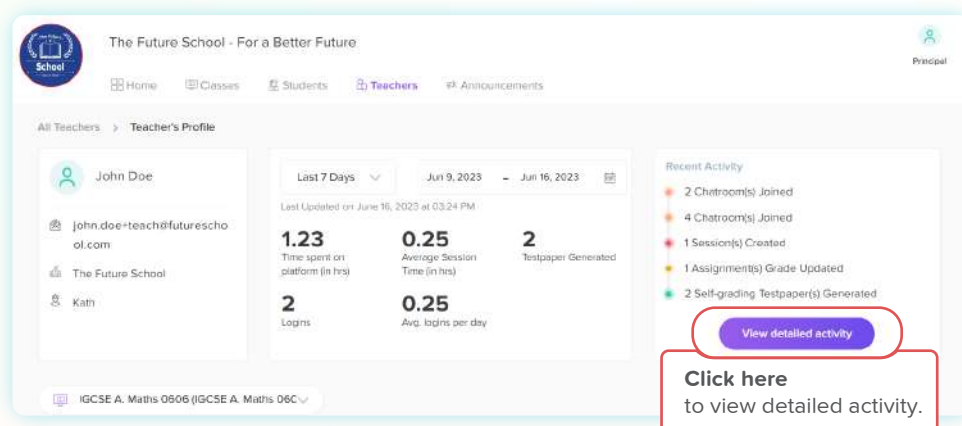 School
The Future School - For a Better Future
Principal
Home Classes Students Teachers Announcements
All Teachers > Teacher's Profile
John Doe
john.doe+teach@futurescho
ol.com
The Future School
Kath
Last 7 Days
Jun 9, 2023 - Jun 16, 2023
Last Updated on June 16, 2023 at 03:24 PM
1.23
Time spent on
platform (in hrs)
0.25
Average Session
Time (in hrs)
2
Testpaper Generated
2
Logins
0.25
Avg. logins per day
Recent Activity
2 Chatroom(s) Joined
4 Chatroom(s) Joined
1 Session(s) Created
1 Assignment(s) Grade Updated
2 Self-grading Testpaper(s) Generated
View detailed activity
Click here
to view detailed activity.
IGCSE A. Maths 0606 (IGCSE A. Maths 060